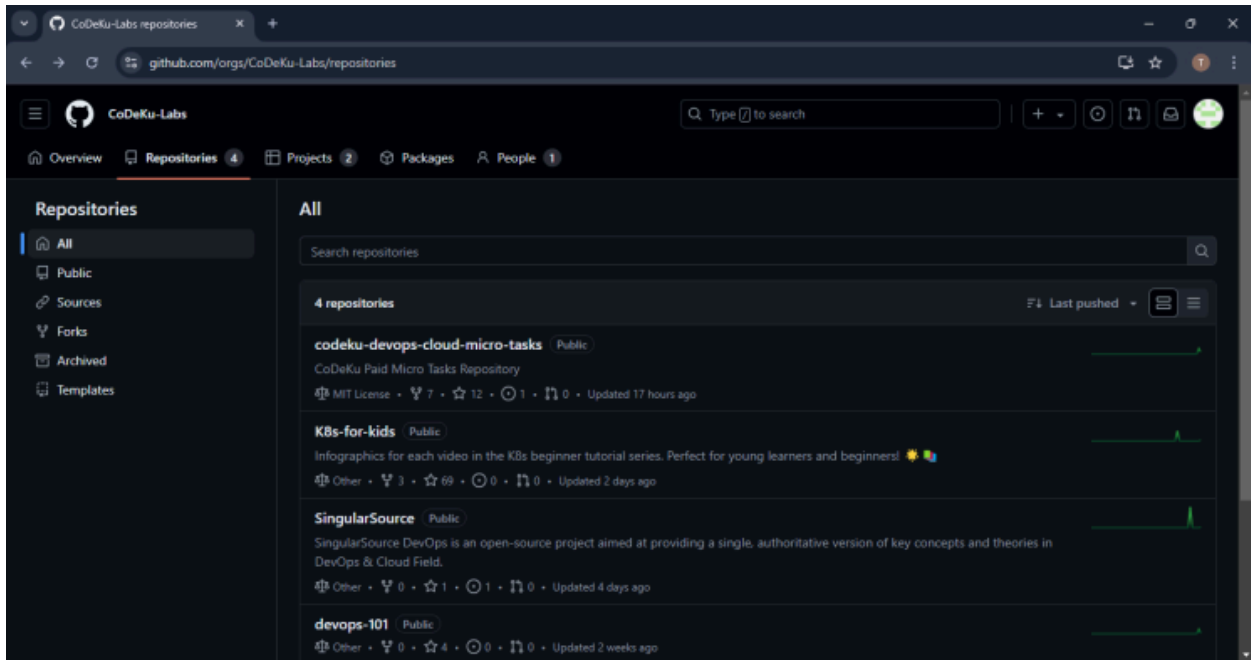 CoDeKu-Labs repositories
github.com/orgs/CoDeKu-Labs/repositories
T
CoDeKu-Labs
Type / to search
Overview Repositories 4 Projects 2 Packages People 1
Repositories
All
Public
Sources
Forks
Archived
Templates
All
Search repositories
4 repositories Last pushed
codeku-devops-cloud-micro-tasks Public
CoDeKu Paid Micro Tasks Repository
MIT License • 7 • 12 • 1 • 0 • Updated 17 hours ago
K8s-for-kids Public
Infographics for each video in the K8s beginner tutorial series. Perfect for young learners and beginners! 🌟 📚
Other • 3 • 69 • 0 • 0 • Updated 2 days ago
SingularSource Public
SingularSource DevOps is an open-source project aimed at providing a single, authoritative version of key concepts and theories in
DevOps & Cloud Field.
Other • 0 • 1 • 1 • 0 • Updated 4 days ago
devops-101 Public
Other • 0 • 4 • 0 • 0 • Updated 2 weeks ago